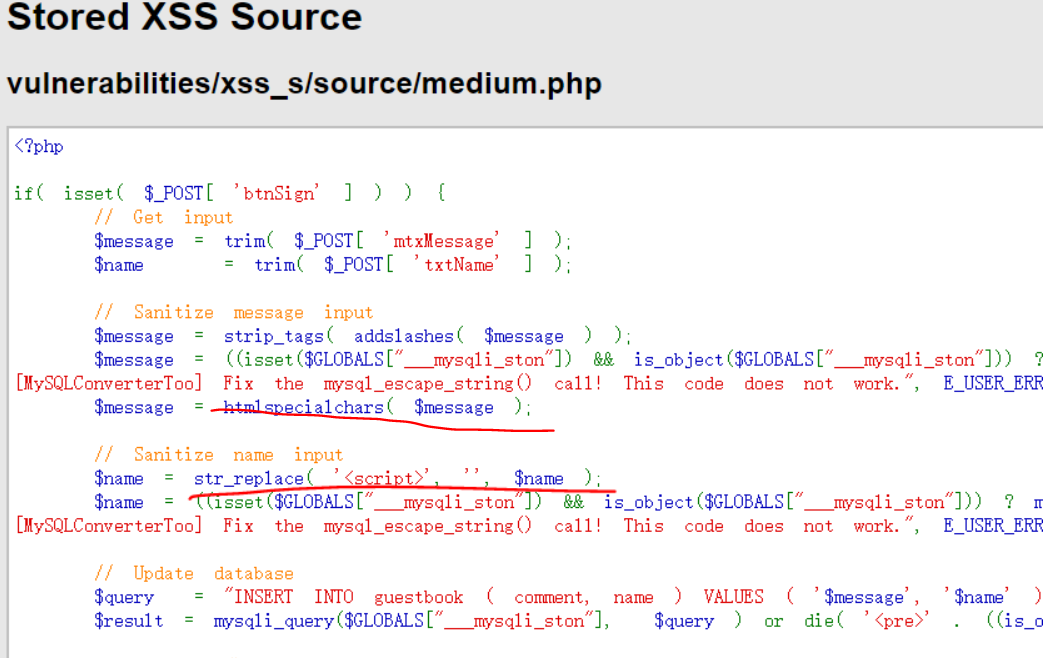 Stored XSS Source
vulnerabilities/xss_s/source/medium.php
<?php
if( isset( $_POST[ 'btnSign' ] ) ) {
// Get input
$message = trim( $_POST[ 'mtxMessage' ] );
$name = trim( $_POST[ 'txtName' ] );
// Sanitize message input
$message = strip_tags( addslashes( $message ) );
$message = ((isset($GLOBALS["___mysqli_ston"]) && is_object($GLOBALS["___mysqli_ston"])) ?
[MySQLConverterToo] Fix the mysql_escape_string() call! This code does not work.", E_USER_ERR
$message = htmlspecialchars( $message );
// Sanitize name input
$name = str_replace( '<script>', '', $name );
$name = ((isset($GLOBALS["___mysqli_ston"]) && is_object($GLOBALS["___mysqli_ston"])) ? m
[MySQLConverterToo] Fix the mysql_escape_string() call! This code does not work.", E_USER_ERR
// Update database
$query = "INSERT INTO guestbook ( comment, name ) VALUES ( '$message', '$name' )
$result = mysqli_query($GLOBALS["___mysqli_ston"], $query ) or die( '<pre>' . ((is_o